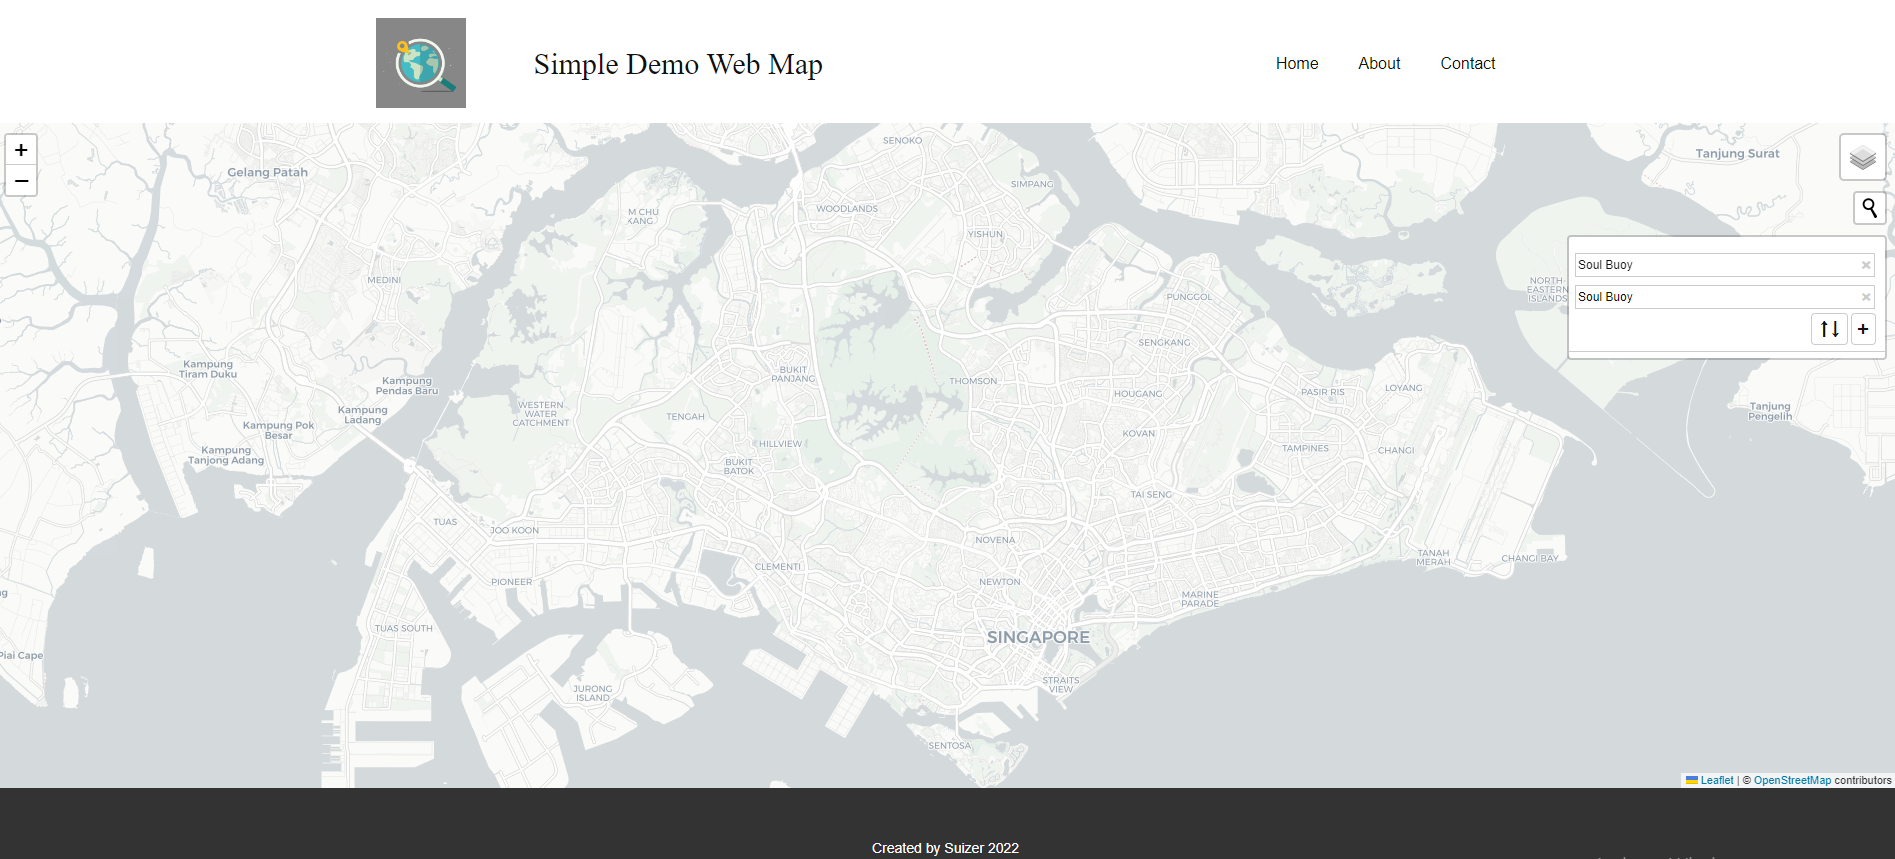 Simple Demo Web Map
Home
About
Contact
+
−
Gelang Patah
SENOKO
Tanjung Surat
SIMPANG
M CHU
KANG
WOODLANDS
YISHUN
Soul Buoy
Soul Buoy
+
MEDINI
NORTH-
EASTERN
ISLANDS
PUNGGOL
SENGKANG
Kampung
Tiram Duku
Kampung
Pendas Baru
BUKIT
PANJANG
THOMSON
HOUGANG
PASIR RIS
LOYANG
WESTERN
WATER
CATCHMENT
Kampung
Ladang
TENGAH
Tanjung
Pengelih
Kampung Pok
Besar
HILLVIEW
KOVAN
TAMPINES
CHANGI
Kampung
Tanjong Adang
BUKIT
BATOK
TAI SENG
TUAS
JOO KOON
NOVENA
TANAH
MERAH
CHANGI BAY
CLEMENTI
PIONEER
NEWTON
MARINE
PARADE
TUAS SOUTH
SINGAPORE
Piai Cape
JURONG
ISLAND
STRAITS
VIEW
SENTOSA
Leaflet | © OpenStreetMap contributors
Created by Suizer 2022